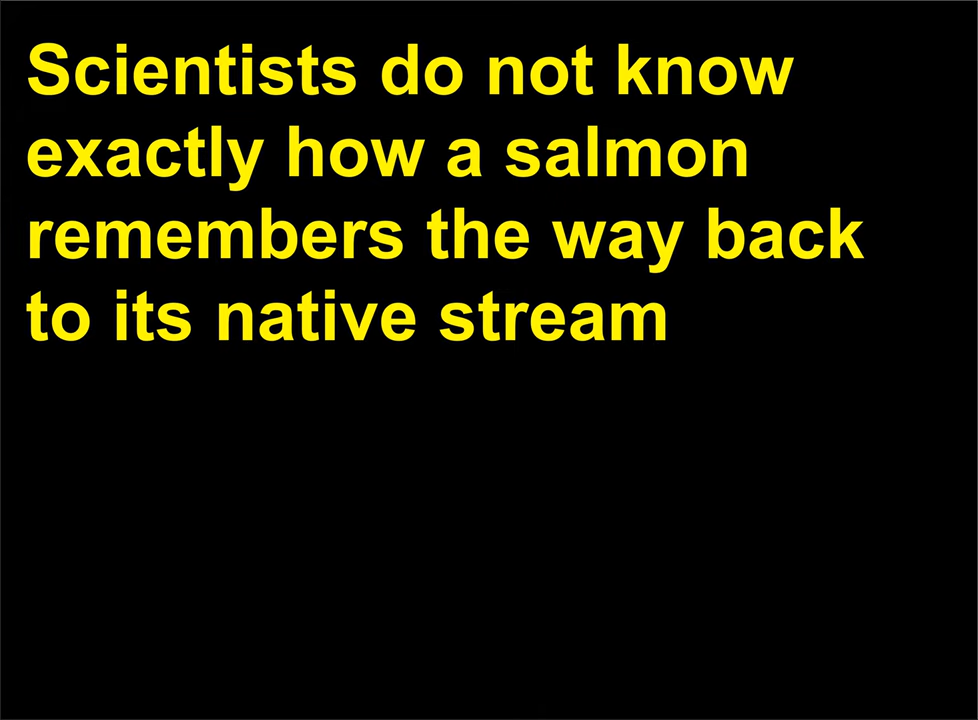 Scientists do not know
exactly how a salmon
remembers the way back
to its native stream